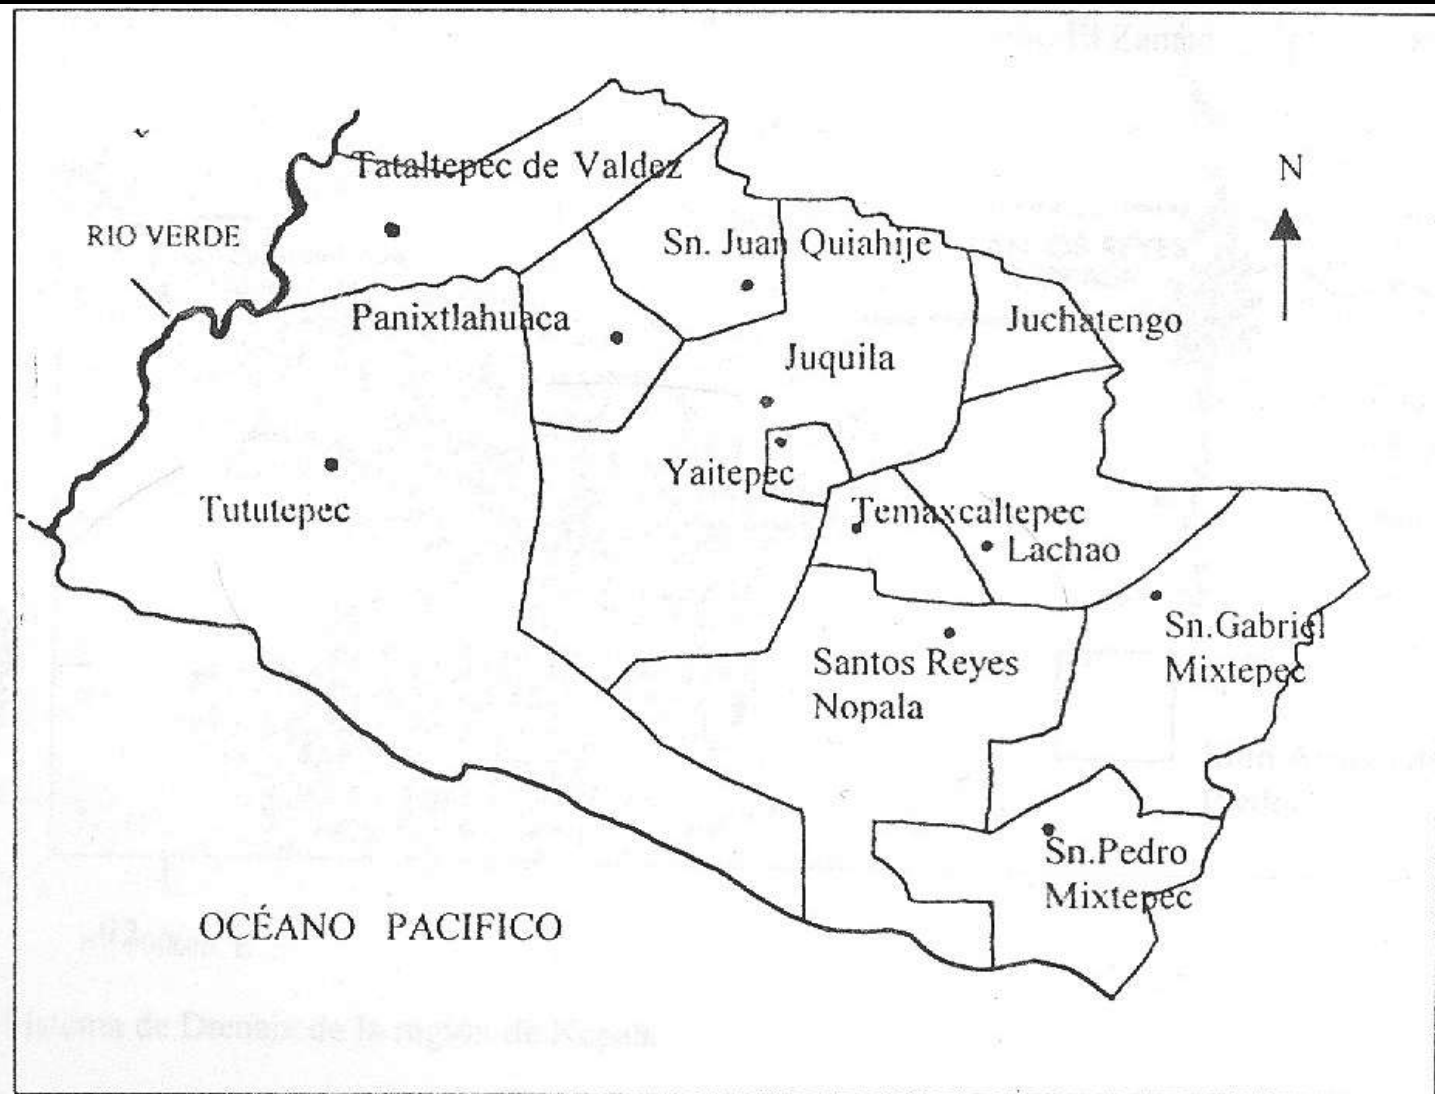 Tataltepec de Valdez
N
RIO VERDE
Sn. Juan Quiahije
Panixtlahuaca
Juchatengo
Juquila
Yaitepec
Tututepec
Temaxcaltepec
Lachao
Sn.Gabriel
Mixtepec
Santos Reyes
Nopala
Sn.Pedro
Mixtepec
OCÉANO PACIFICO